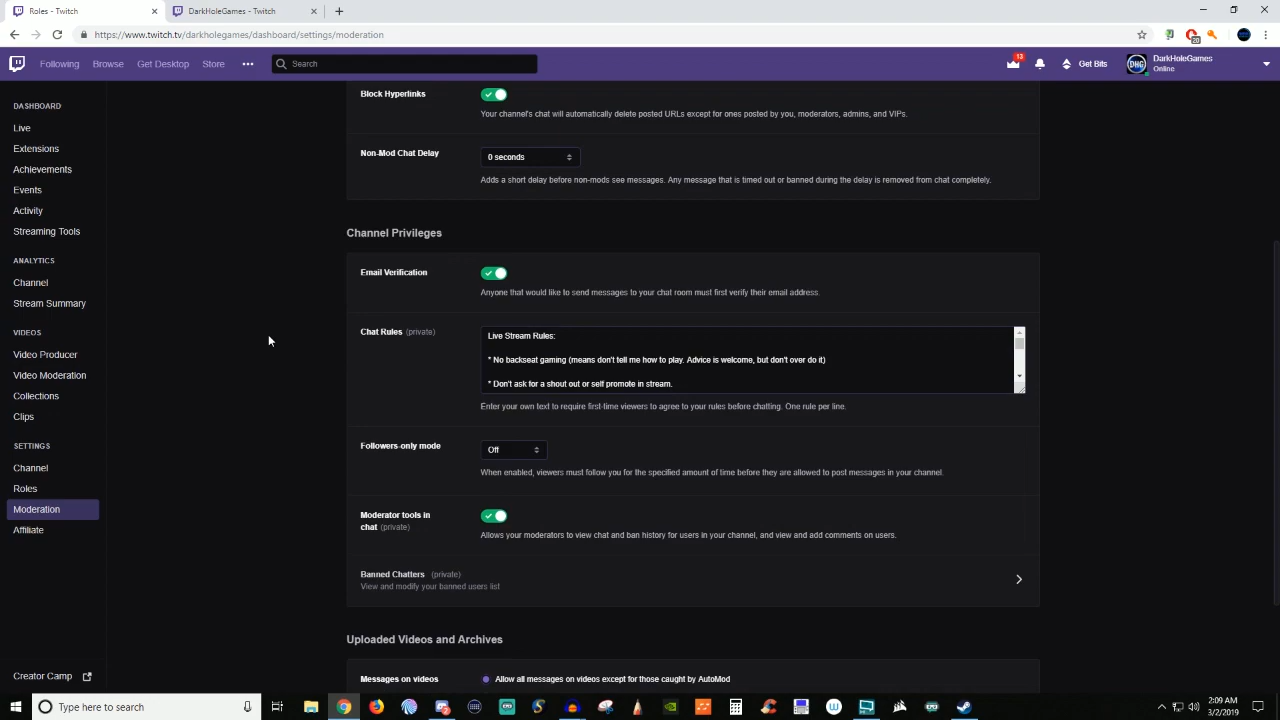 Roles - Twitch
DarkHoleGames - Twitch
https://www.twitch.tv/darkholegames/dashboard/settings/moderation
20
Following
Browse
Get Desktop
Store
Search
13
Get Bits
DHG
DarkHoleGames
Online
DASHBOARD
Live
Extensions
Achievements
Events
Activity
Streaming Tools
ANALYTICS
Channel
Stream Summary
VIDEOS
Video Producer
Video Moderation
Collections
Clips
SETTINGS
Channel
Roles
Moderation
Affiliate
Creator Camp
Block Hyperlinks
Your channel's chat will automatically delete posted URLs except for ones posted by you, moderators, admins, and VIPs.
Non-Mod Chat Delay
0 seconds
Adds a short delay before non-mods see messages. Any message that is timed out or banned during the delay is removed from chat completely.
Channel Privileges
Email Verification
Anyone that would like to send messages to your chat room must first verify their email address.
Chat Rules (private)
Live Stream Rules:
* No backseat gaming (means don't tell me how to play. Advice is welcome, but don't over do it)
* Don't ask for a shout out or self promote in stream.
Enter your own text to require first-time viewers to agree to your rules before chatting. One rule per line.
Followers-only mode
Off
When enabled, viewers must follow you for the specified amount of time before they are allowed to post messages in your channel.
Moderator tools in
chat (private)
Allows your moderators to view chat and ban history for users in your channel, and view and add comments on users.
Banned Chatters (private)
View and modify your banned users list
Uploaded Videos and Archives
Messages on videos
Allow all messages on videos except for those caught by AutoMod
Type here to search
2:09 AM
3/2/2019